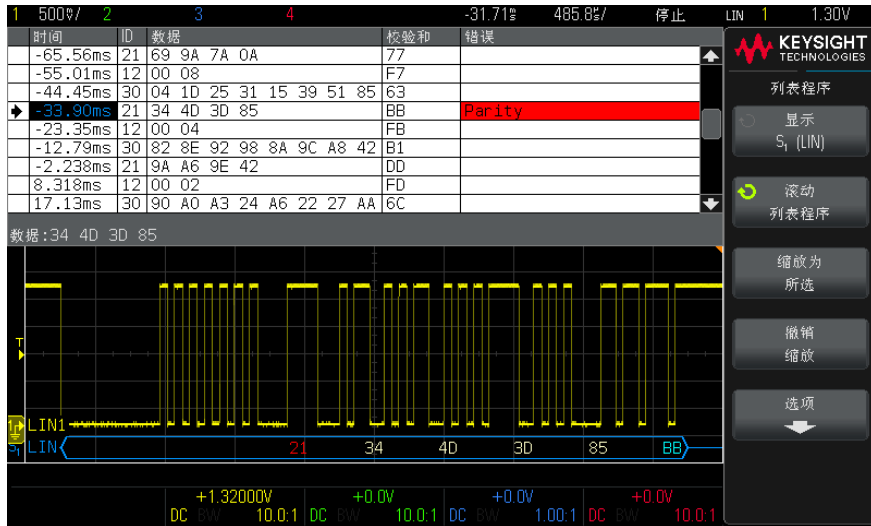 1 500℧/ 2 3 4 -31.71㎳ 485.8㎲/ 停止 LIN 1 1.30V
时间 ID 数据 校验和 错误
-65.56ms 21 69 9A 7A 0A 77
-55.01ms 12 00 08 F7
-44.45ms 30 04 1D 25 31 15 39 51 85 63
-33.90ms 21 34 4D 3D 85 BB Parity
-23.35ms 12 00 04 FB
-12.79ms 30 82 8E 92 98 8A 9C A8 42 B1
-2.238ms 21 9A A6 9E 42 DD
8.318ms 12 00 02 FD
17.13ms 30 90 A0 A3 24 A6 22 27 AA 6C
数据:34 4D 3D 85
KEYSIGHT
TECHNOLOGIES
列表程序
显示
S₁ (LIN)
滚动
列表程序
缩放为
所选
撤销
缩放
选项
T
LIN1
S₁ LIN 21 34 4D 3D 85 BB
+1.32000V +0.0V +0.0V +0.0V
DC BW 10.0:1 DC BW 10.0:1 DC BW 1.00:1 DC BW 10.0:1